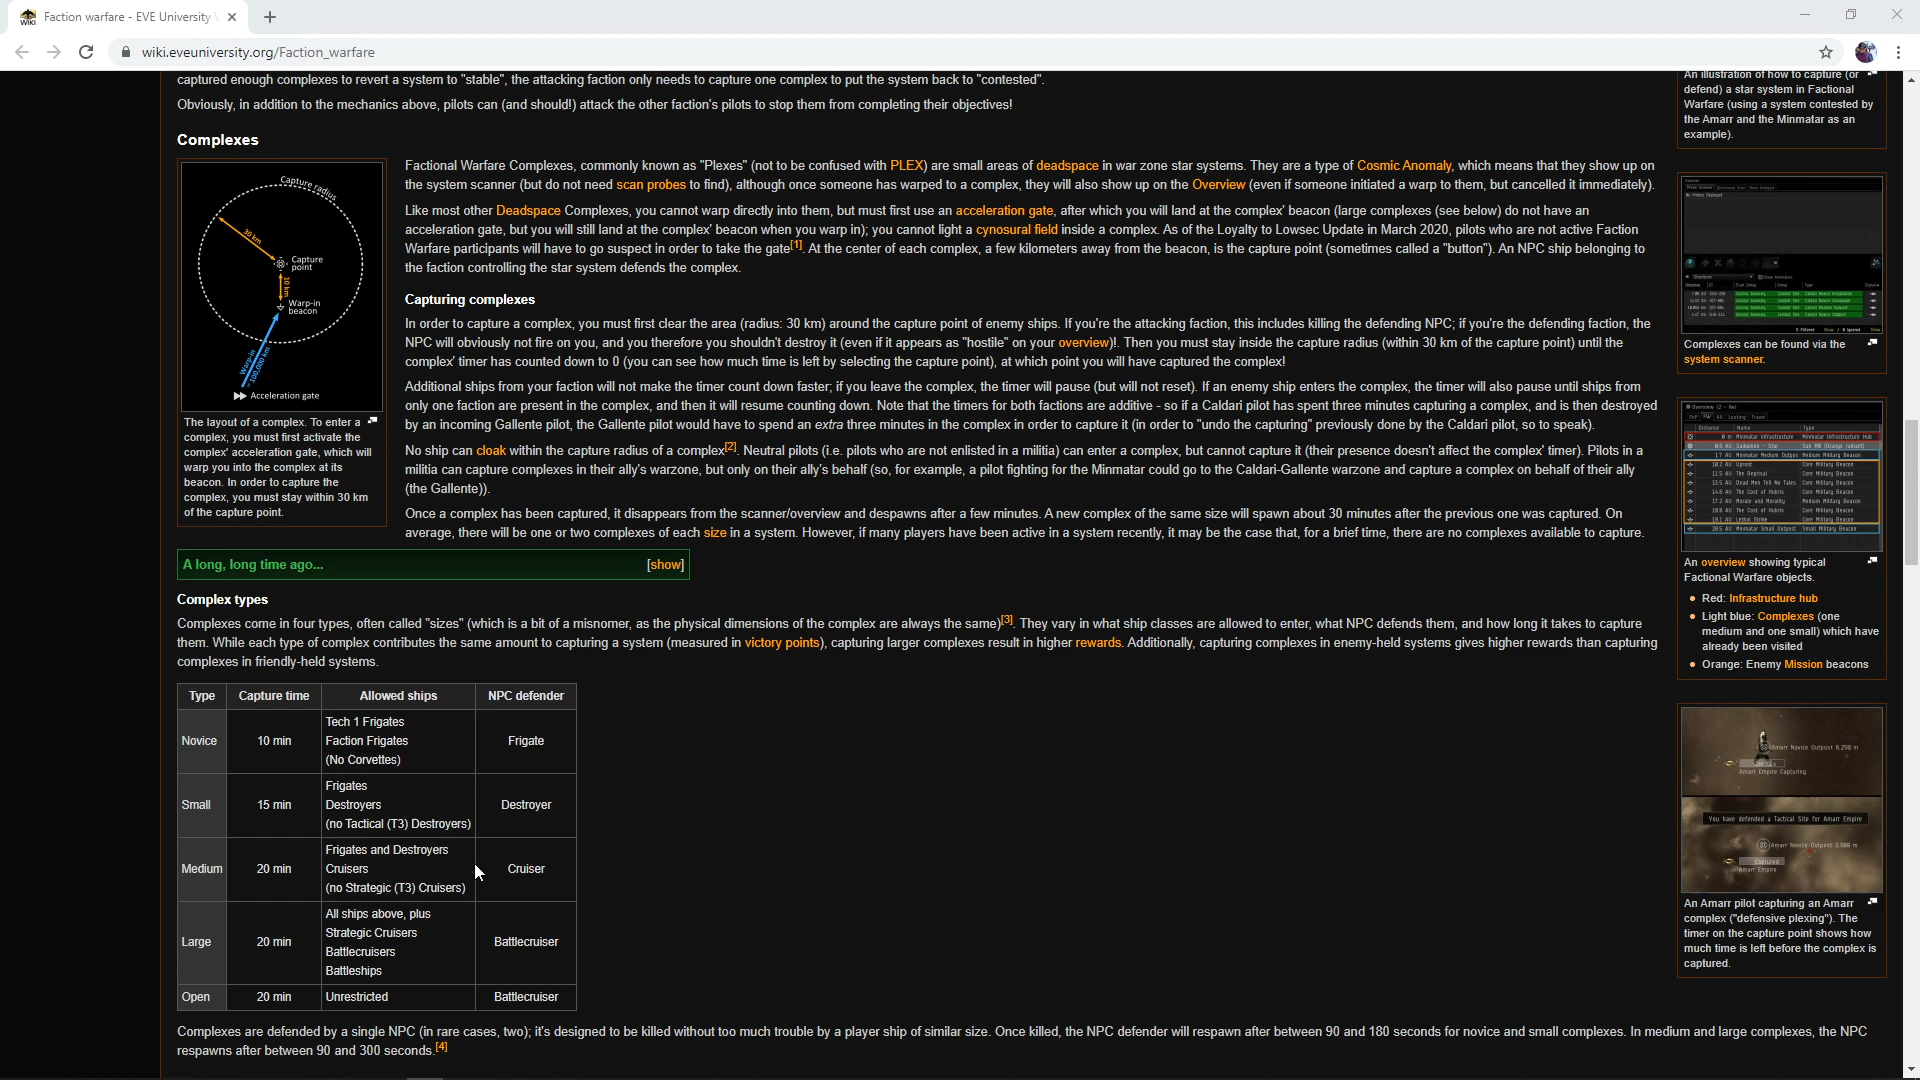 Faction warfare - EVE University
wiki.eveuniversity.org/Faction_warfare
captured enough complexes to revert a system to "stable", the attacking faction only needs to capture one complex to put the system back to "contested".
Obviously, in addition to the mechanics above, pilots can (and should!) attack the other faction's pilots to stop them from completing their objectives!
Complexes
Capture radius
30 km
Capture
point
10 km
Warp-in
beacon
Warp-in
~ 100,000 km
Acceleration gate
The layout of a complex. To enter a
complex, you must first activate the
complex' acceleration gate, which will
warp you into the complex at its
beacon. In order to capture the
complex, you must stay within 30 km
of the capture point.
Factional Warfare Complexes, commonly known as "Plexes" (not to be confused with PLEX) are small areas of deadspace in war zone star systems. They are a type of Cosmic Anomaly, which means that they show up on
the system scanner (but do not need scan probes to find), although once someone has warped to a complex, they will also show up on the Overview (even if someone initiated a warp to them, but cancelled it immediately).
Like most other Deadspace Complexes, you cannot warp directly into them, but must first use an acceleration gate, after which you will land at the complex' beacon (large complexes (see below) do not have an
acceleration gate, but you will still land at the complex' beacon when you warp in); you cannot light a cynosural field inside a complex. As of the Loyalty to Lowsec Update in March 2020, pilots who are not active Faction
Warfare participants will have to go suspect in order to take the gate[1]. At the center of each complex, a few kilometers away from the beacon, is the capture point (sometimes called a "button"). An NPC ship belonging to
the faction controlling the star system defends the complex.
Capturing complexes
In order to capture a complex, you must first clear the area (radius: 30 km) around the capture point of enemy ships. If you're the attacking faction, this includes killing the defending NPC; if you're the defending faction, the
NPC will obviously not fire on you, and you therefore you shouldn't destroy it (even if it appears as "hostile" on your overview)!. Then you must stay inside the capture radius (within 30 km of the capture point) until the
complex' timer has counted down to 0 (you can see how much time is left by selecting the capture point), at which point you will have captured the complex!
Additional ships from your faction will not make the timer count down faster; if you leave the complex, the timer will pause (but will not reset). If an enemy ship enters the complex, the timer will also pause until ships from
only one faction are present in the complex, and then it will resume counting down. Note that the timers for both factions are additive - so if a Caldari pilot has spent three minutes capturing a complex, and is then destroyed
by an incoming Gallente pilot, the Gallente pilot would have to spend an extra three minutes in the complex in order to capture it (in order to "undo the capturing" previously done by the Caldari pilot, so to speak).
No ship can cloak within the capture radius of a complex[2]. Neutral pilots (i.e. pilots who are not enlisted in a militia) can enter a complex, but cannot capture it (their presence doesn't affect the complex' timer). Pilots in a
militia can capture complexes in their ally's warzone, but only on their ally's behalf (so, for example, a pilot fighting for the Minmatar could go to the Caldari-Gallente warzone and capture a complex on behalf of their ally
(the Gallente)).
Once a complex has been captured, it disappears from the scanner/overview and despawns after a few minutes. A new complex of the same size will spawn about 30 minutes after the previous one was captured. On
average, there will be one or two complexes of each size in a system. However, if many players have been active in a system recently, it may be the case that, for a brief time, there are no complexes available to capture.
A long, long time ago... [show]
Complex types
Complexes come in four types, often called "sizes" (which is a bit of a misnomer, as the physical dimensions of the complex are always the same)[3]. They vary in what ship classes are allowed to enter, what NPC defends them, and how long it takes to capture
them. While each type of complex contributes the same amount to capturing a system (measured in victory points), capturing larger complexes result in higher rewards. Additionally, capturing complexes in enemy-held systems gives higher rewards than capturing
complexes in friendly-held systems.
Type Capture time Allowed ships NPC defender
Novice 10 min Tech 1 Frigates
Faction Frigates
(No Corvettes) Frigate
Small 15 min Frigates
Destroyers
(no Tactical (T3) Destroyers) Destroyer
Medium 20 min Frigates and Destroyers
Cruisers
(no Strategic (T3) Cruisers) Cruiser
Large 20 min All ships above, plus
Strategic Cruisers
Battlecruisers
Battleships Battlecruiser
Open 20 min Unrestricted Battlecruiser
Complexes are defended by a single NPC (in rare cases, two); it's designed to be killed without too much trouble by a player ship of similar size. Once killed, the NPC defender will respawn after between 90 and 180 seconds for novice and small complexes. In medium and large complexes, the NPC
respawns after between 90 and 300 seconds.[4]
An illustration of how to capture (or
defend) a star system in Factional
Warfare (using a system contested by
the Amarr and the Minmatar as an
example).
Complexes can be found via the
system scanner.
An overview showing typical
Factional Warfare objects.
Red: Infrastructure hub
Light blue: Complexes (one
medium and one small) which have
already been visited
Orange: Enemy Mission beacons
Amarr Novice Outpost 8,250 m
Amarr Empire Capturing
You have defended a Tactical Site for Amarr Empire
Captured
Amarr Empire
An Amarr pilot capturing an Amarr
complex ("defensive plexing"). The
timer on the capture point shows how
much time is left before the complex is
captured.